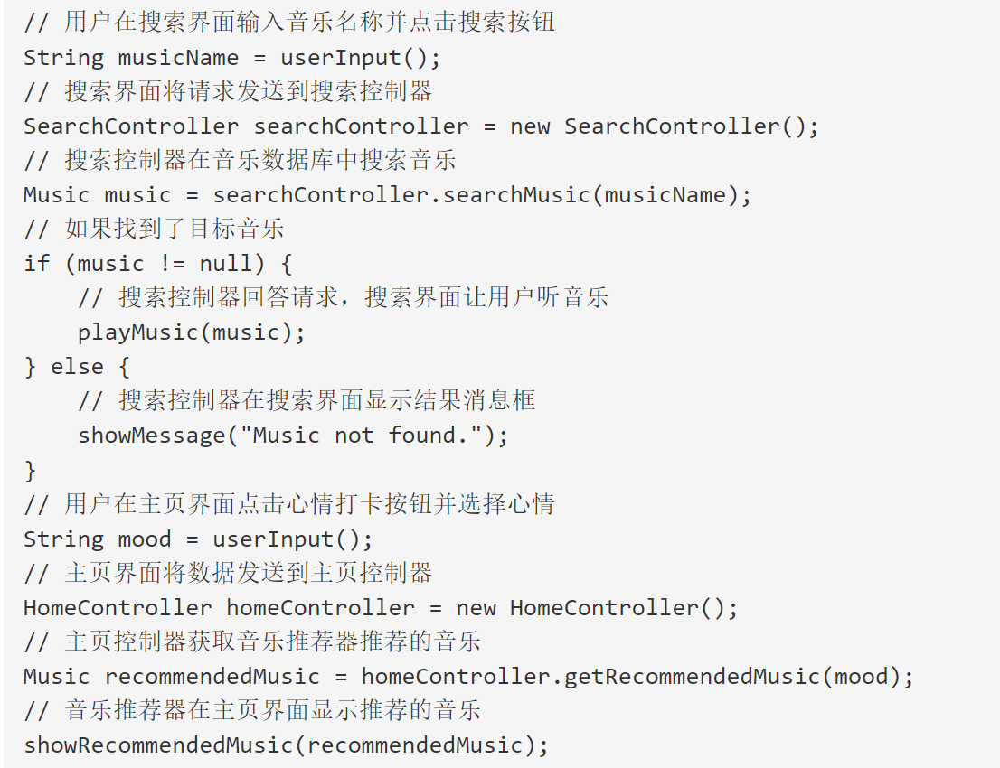 // 用户在搜索界面输入音乐名称并点击搜索按钮
String musicName = userInput();
// 搜索界面将请求发送到搜索控制器
SearchController searchController = new SearchController();
// 搜索控制器在音乐数据库中搜索音乐
Music music = searchController.searchMusic(musicName);
// 如果找到了目标音乐
if (music != null) {
    // 搜索控制器回答请求，搜索界面让用户听音乐
    playMusic(music);
} else {
    // 搜索控制器在搜索界面显示结果消息框
    showMessage("Music not found.");
}
// 用户在主页界面点击心情打卡按钮并选择心情
String mood = userInput();
// 主页界面将数据发送到主页控制器
HomeController homeController = new HomeController();
// 主页控制器获取音乐推荐器推荐的音乐
Music recommendedMusic = homeController.getRecommendedMusic(mood);
// 音乐推荐器在主页界面显示推荐的音乐
showRecommendedMusic(recommendedMusic);